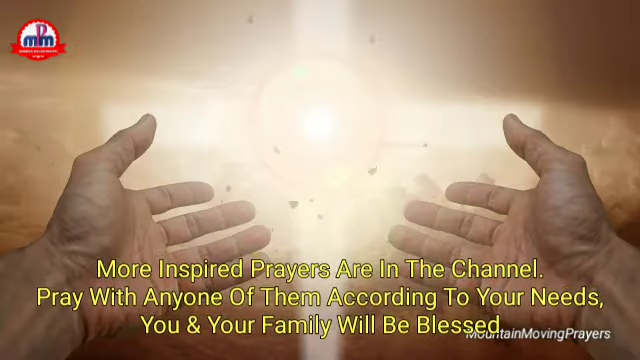 More Inspired Prayers Are In The Channel.
Pray With Anyone Of Them According To Your Needs,
You & Your Family Will Be Blessed.
MountainMovingPrayers